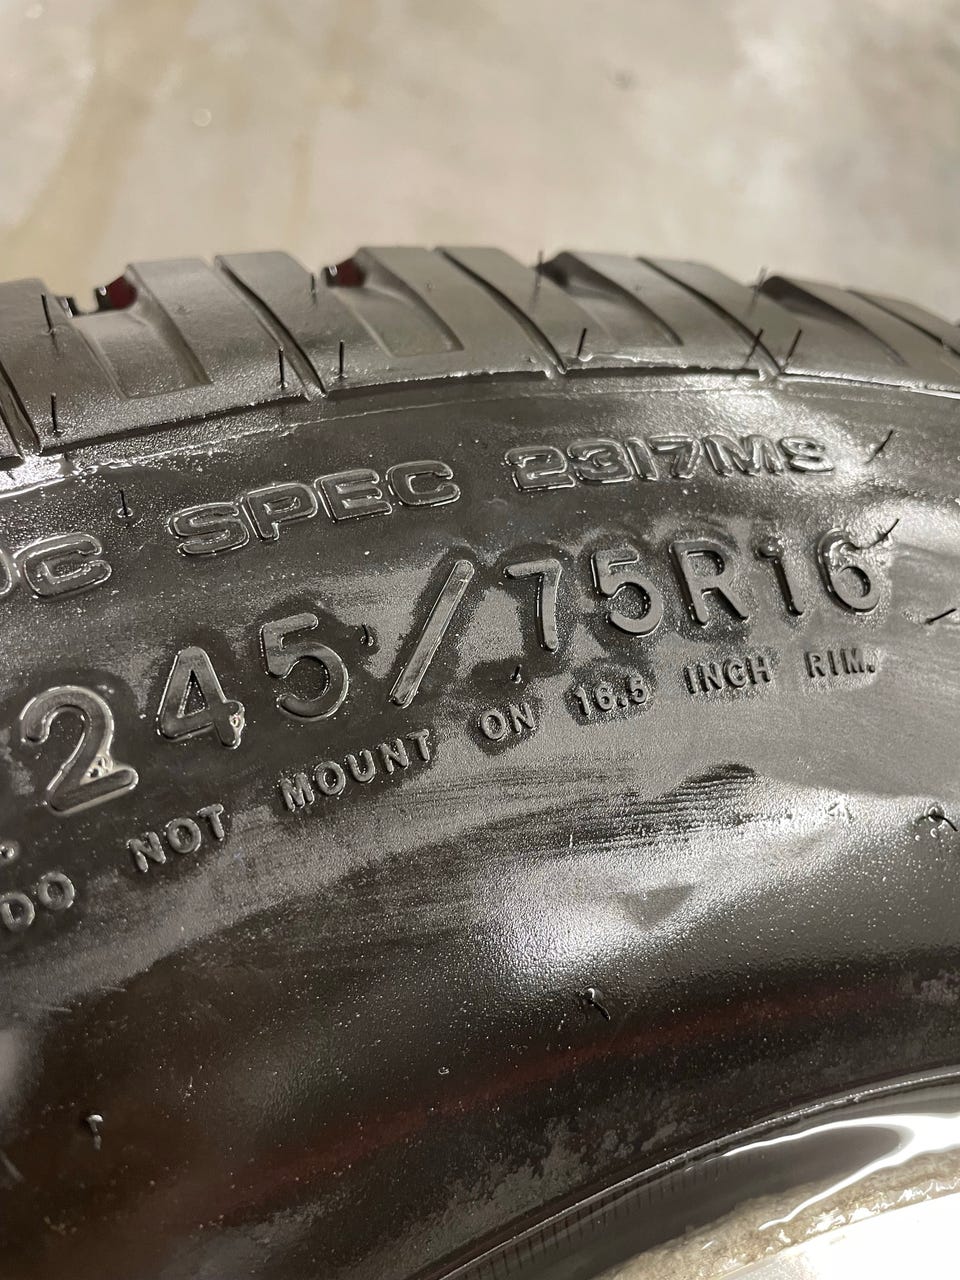 SPEC 2317MS
245/75R16
DO NOT MOUNT ON 16.5 INCH RIM.